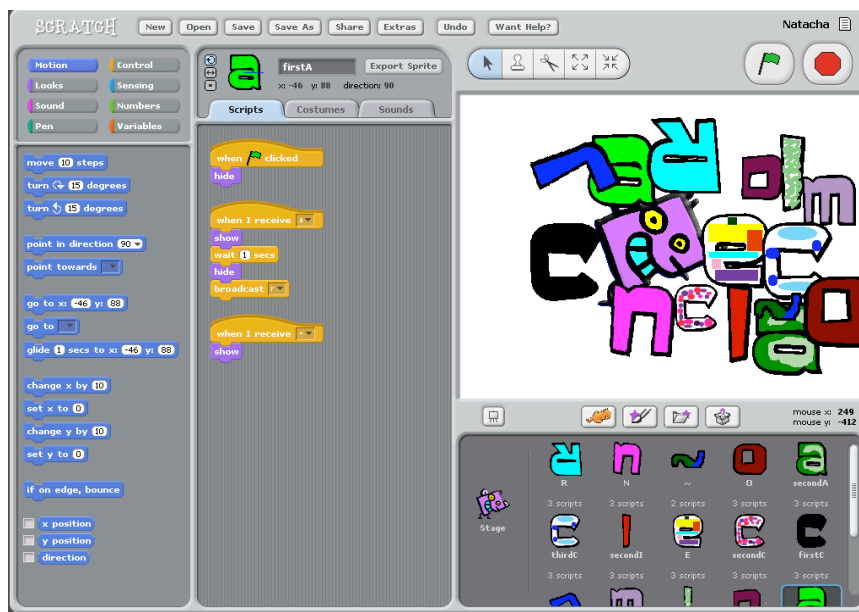 SCRATCH New Open Save Save As Share Extras Undo Want Help? Natacha
Motion Control
Looks Sensing
Sound Numbers
Pen Variables
firstA Export Sprite
x: -46 y: 88 direction: 90
Scripts Costumes Sounds
move 10 steps
turn 15 degrees
turn 15 degrees
point in direction 90
point towards
go to x: -46 y: 88
go to
glide 1 secs to x: -46 y: 88
change x by 10
set x to 0
change y by 10
set y to 0
if on edge, bounce
x position
y position
direction
when clicked
hide
when I receive
show
wait 1 secs
hide
broadcast
when I receive
show
mouse x: 249
mouse y: -412
Stage
R N ~ O secondA
3 scripts 3 scripts 2 scripts 3 scripts 3 scripts
thirdC secondI E secondC firstC
3 scripts 3 scripts 3 scripts 3 scripts 3 scripts